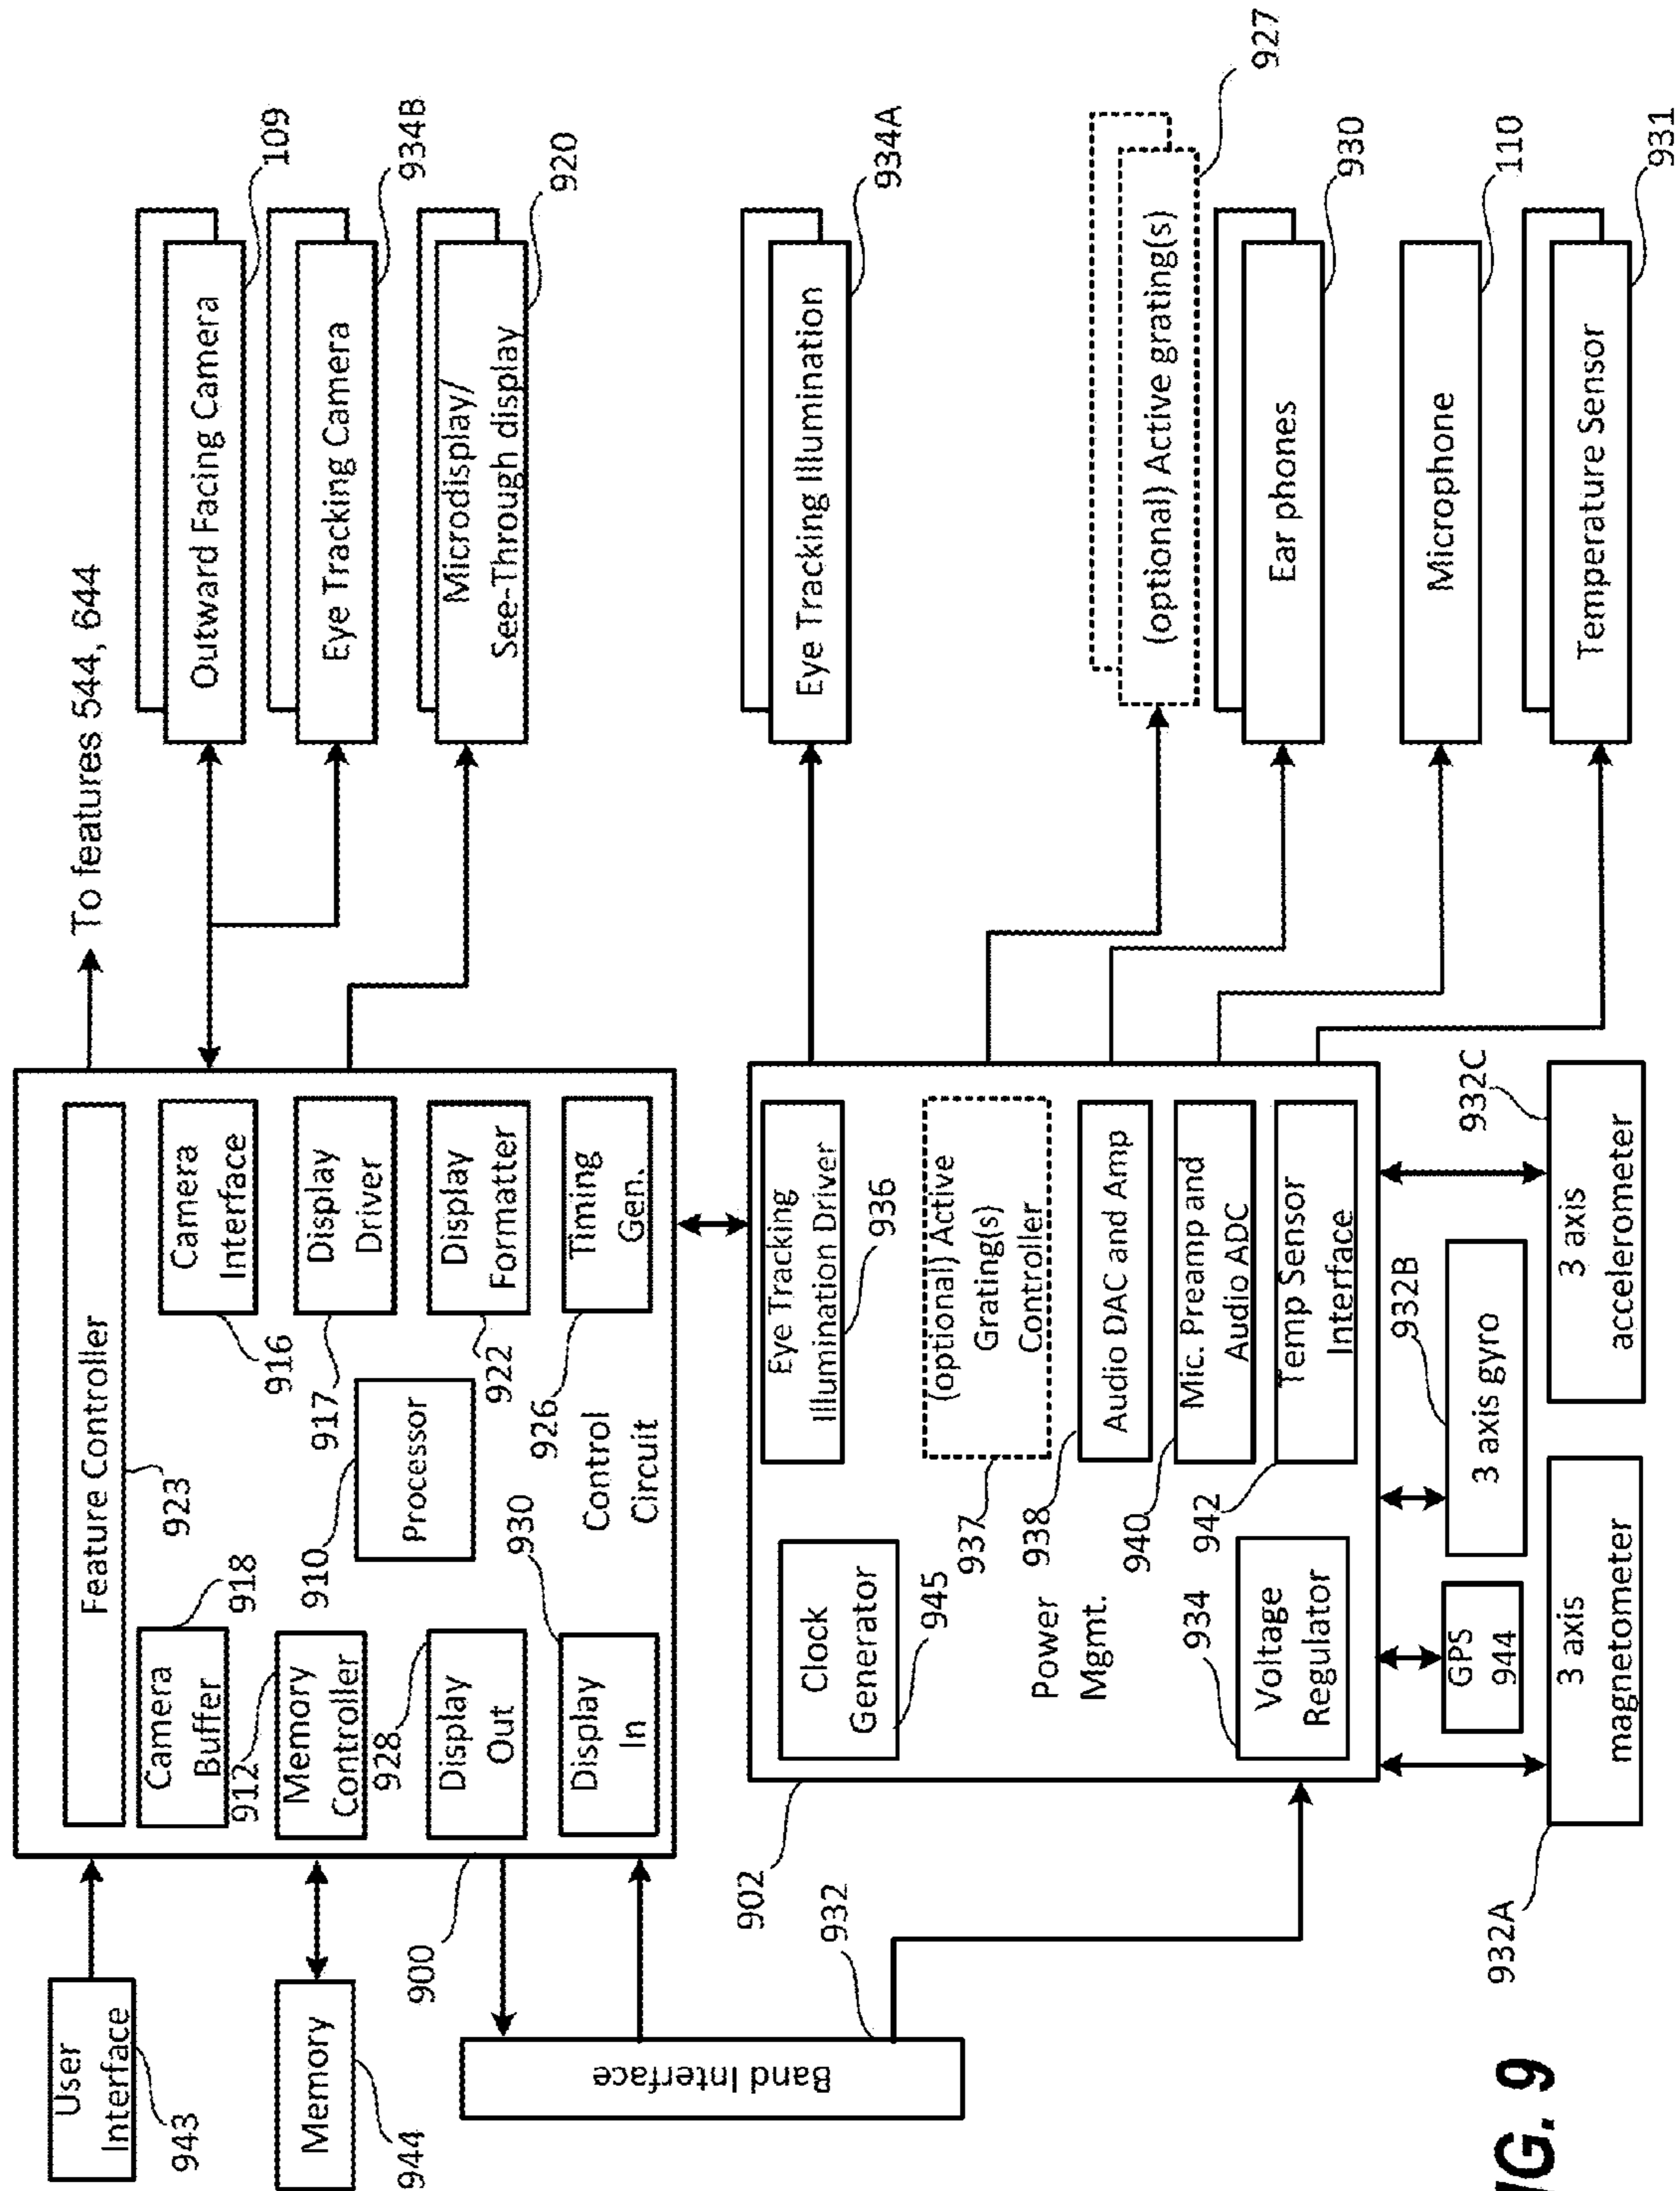 To features 544, 644
User
Interface
943
Memory
944
Band Interface
932
900
Feature Controller
923
Camera
Buffer
918
912
Memory
Controller
928
Display
Out
Display
In
930
910
Processor
Camera
Interface
916
Display
Driver
917
Display
Formatter
922
Timing
Gen.
926
Control
Circuit
Outward Facing Camera
109
Eye Tracking Camera
934B
Microdisplay/
See-Through display
920
902
Clock
Generator
945
Power
Mgmt.
934
Voltage
Regulator
Eye Tracking
Illumination Driver
936
(optional) Active
Grating(s)
Controller
937
Audio DAC and Amp
938
Mic. Preamp and
Audio ADC
940
Temp Sensor
Interface
942
Eye Tracking Illumination
934A
(optional) Active grating(s)
927
Ear phones
930
Microphone
110
Temperature Sensor
931
932A
3 axis
magnetometer
GPS
944
3 axis gyro
932B
3 axis
accelerometer
932C
IG. 9